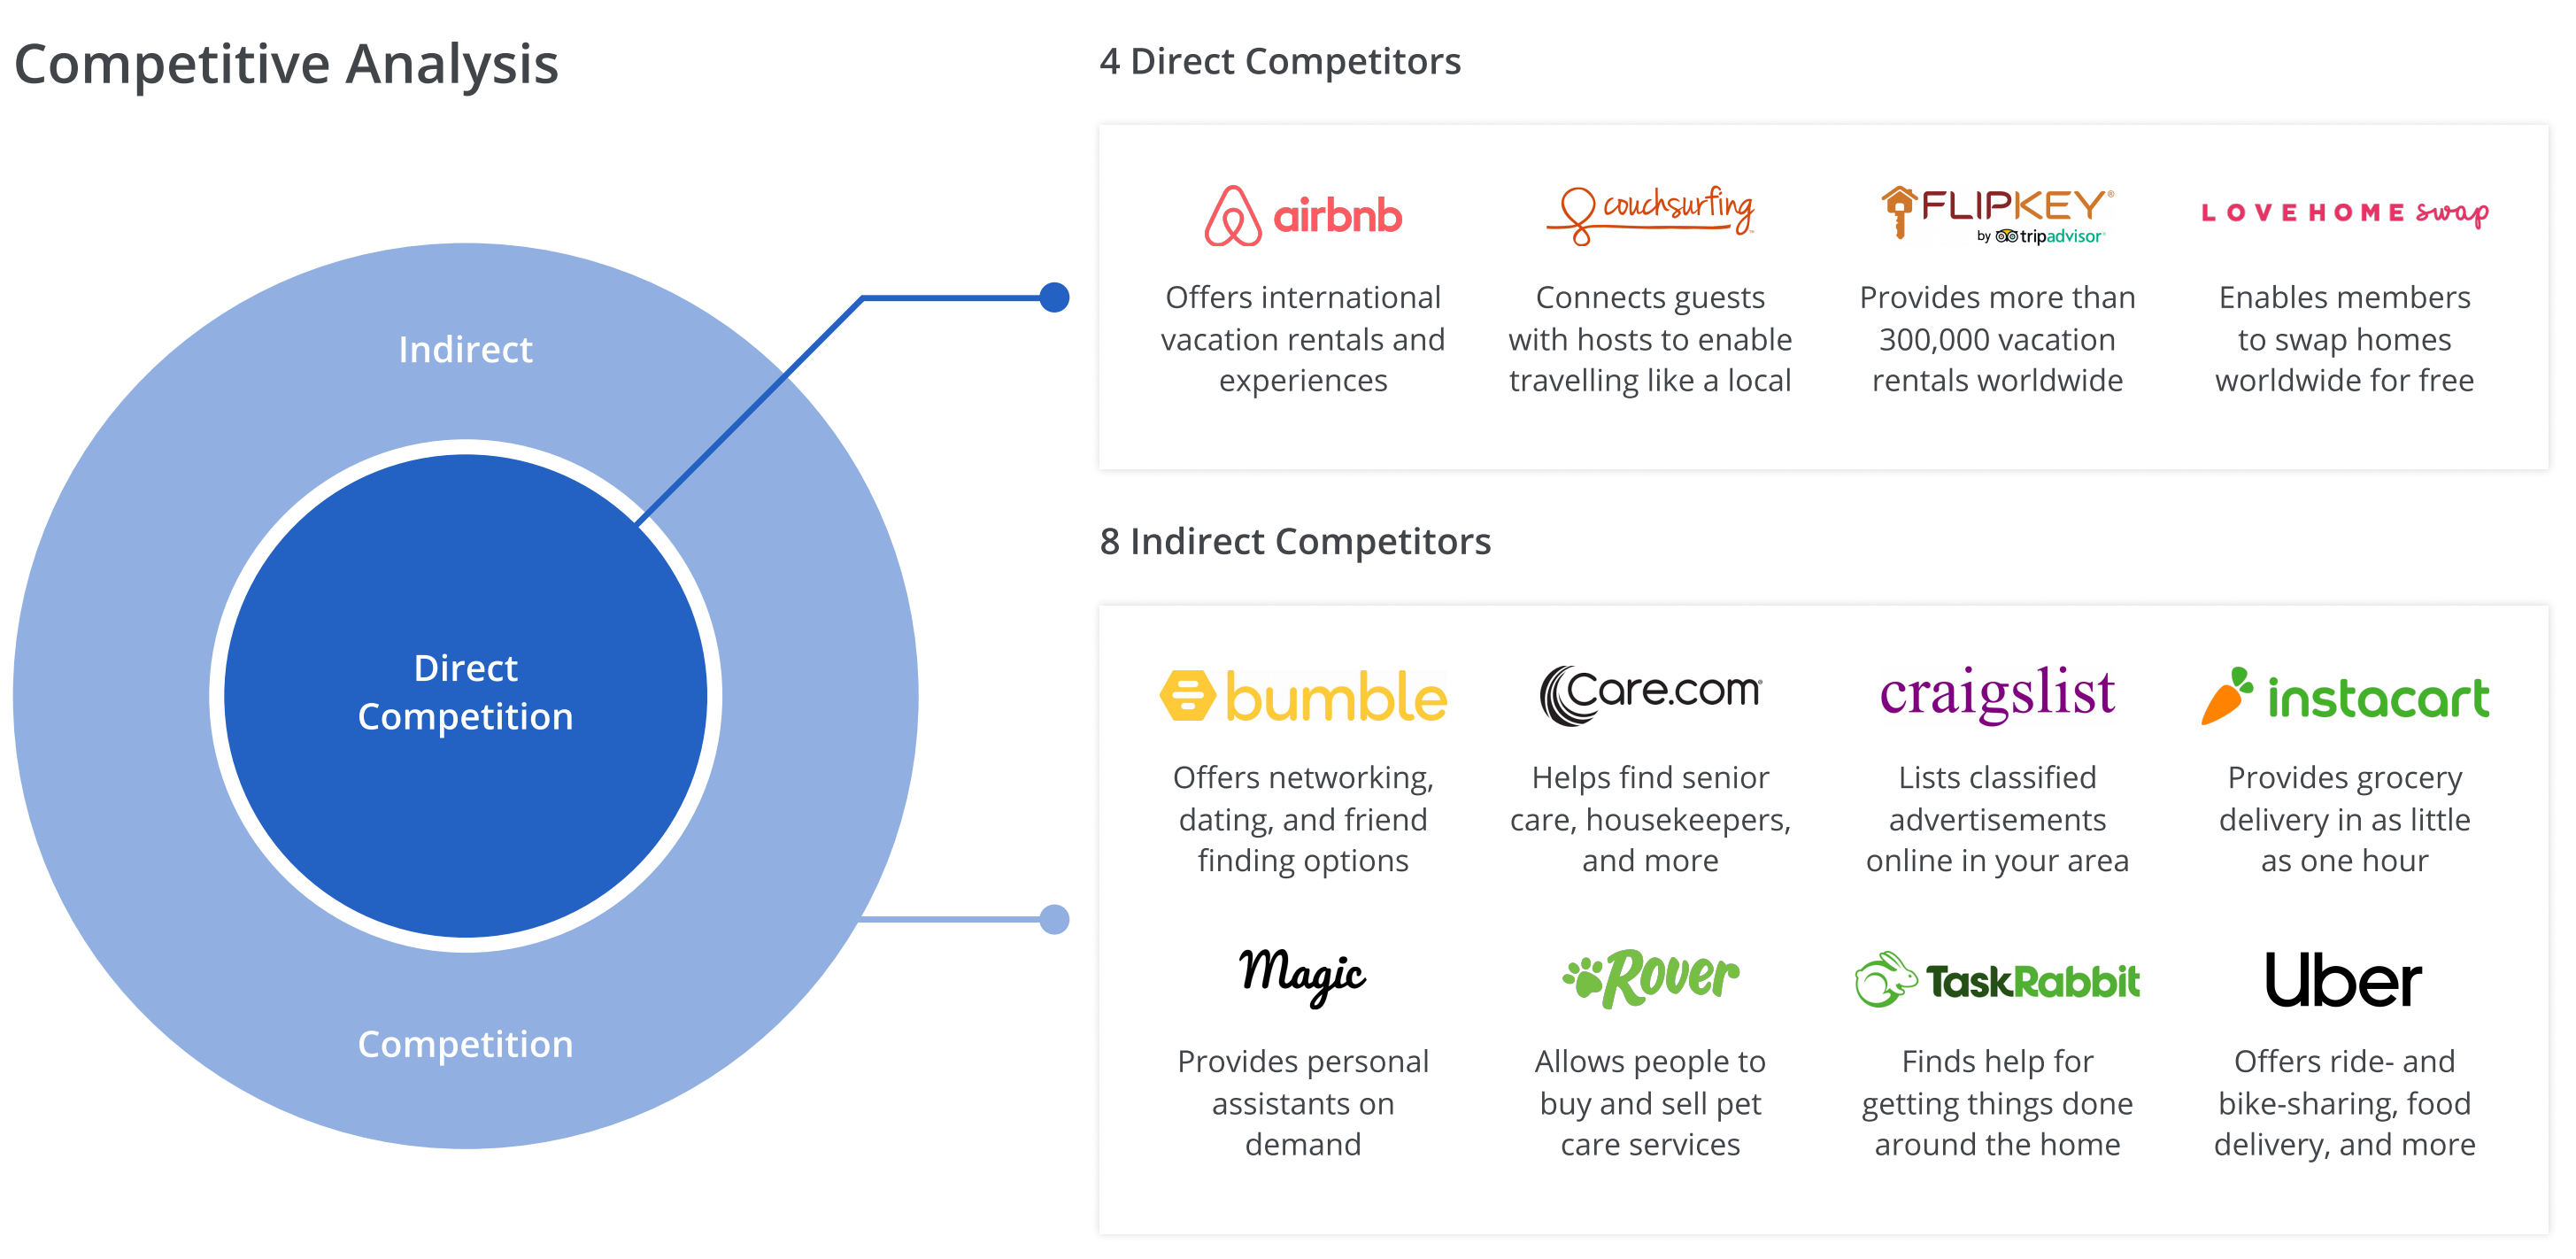 Competitive Analysis
Indirect
Direct
Competition
Competition
4 Direct Competitors
airbnb
Offers international
vacation rentals and
experiences
couchsurfing
Connects guests
with hosts to enable
travelling like a local
FLIPKEY®
by tripadvisor®
Provides more than
300,000 vacation
rentals worldwide
LOVEHOME swap
Enables members
to swap homes
worldwide for free
8 Indirect Competitors
bumble
Offers networking,
dating, and friend
finding options
Care.com®
Helps find senior
care, housekeepers,
and more
craigslist
Lists classified
advertisements
online in your area
instacart
Provides grocery
delivery in as little
as one hour
Magic
Provides personal
assistants on
demand
Rover
Allows people to
buy and sell pet
care services
TaskRabbit
Finds help for
getting things done
around the home
Uber
Offers ride- and
bike-sharing, food
delivery, and more